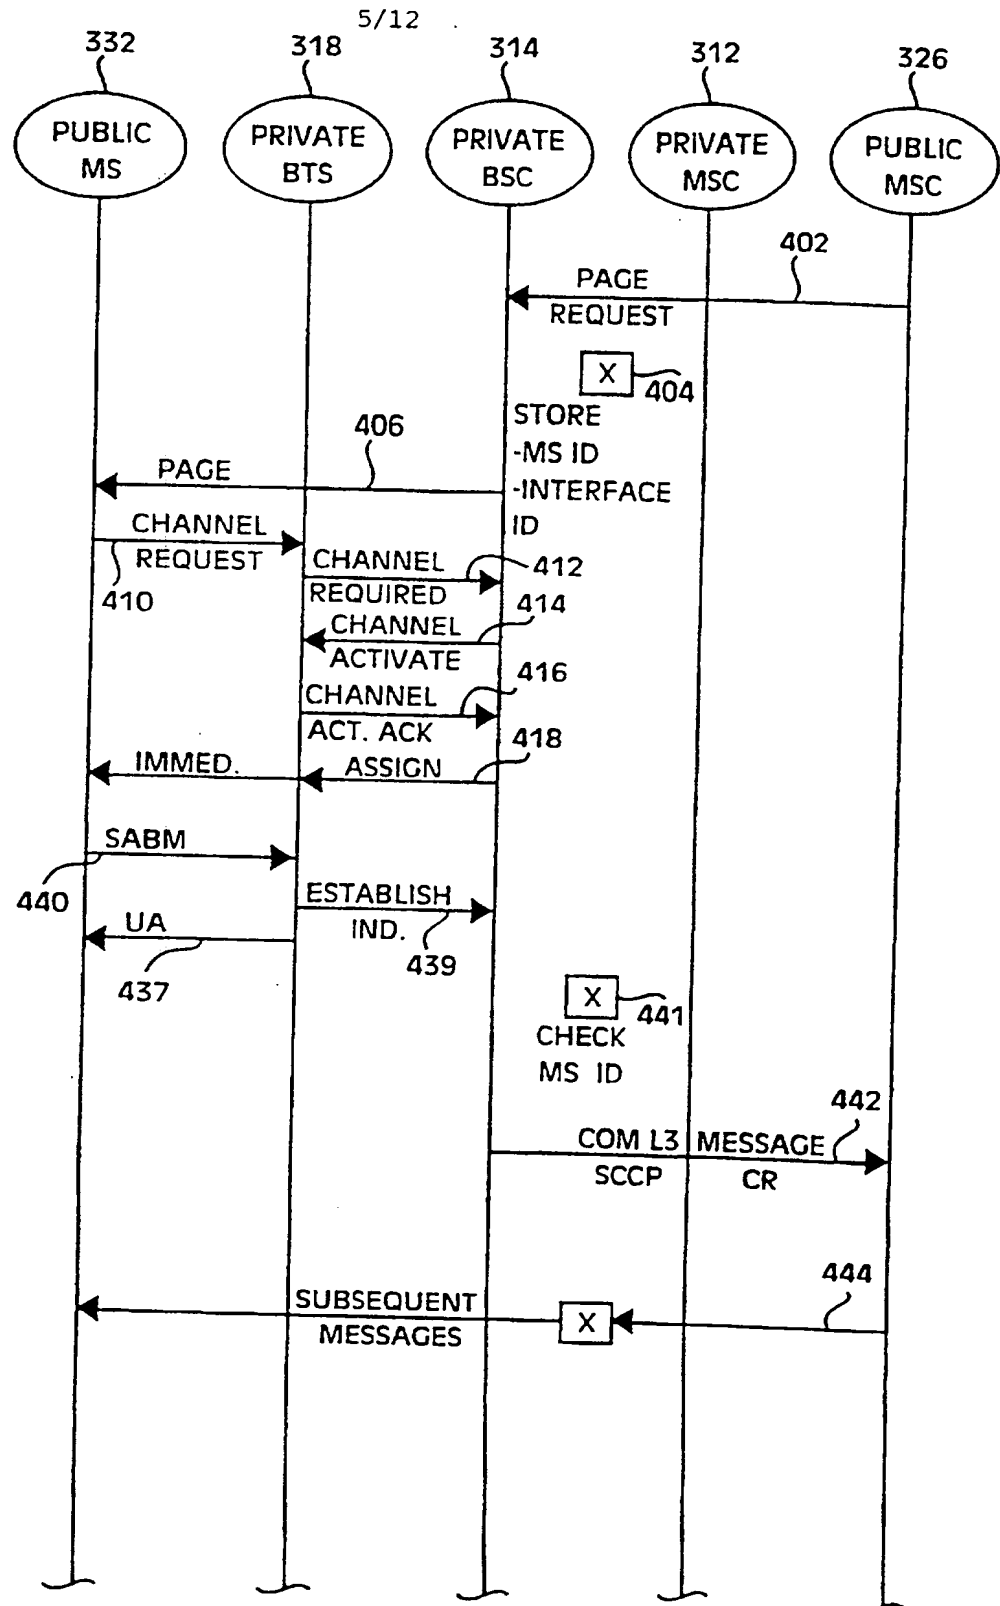 5/12
332
318
314
312
326
PUBLIC
MS
PRIVATE
BTS
PRIVATE
BSC
PRIVATE
MSC
PUBLIC
MSC
402
PAGE
REQUEST
X
404
STORE
-MS ID
-INTERFACE
ID
406
PAGE
CHANNEL
REQUEST
410
CHANNEL
REQUIRED
412
414
CHANNEL
ACTIVATE
416
CHANNEL
ACT. ACK
418
IMMED.
ASSIGN
SABM
440
ESTABLISH
IND.
439
UA
437
X
441
CHECK
MS ID
442
COM L3 MESSAGE
SCCP CR
444
SUBSEQUENT
MESSAGES
X